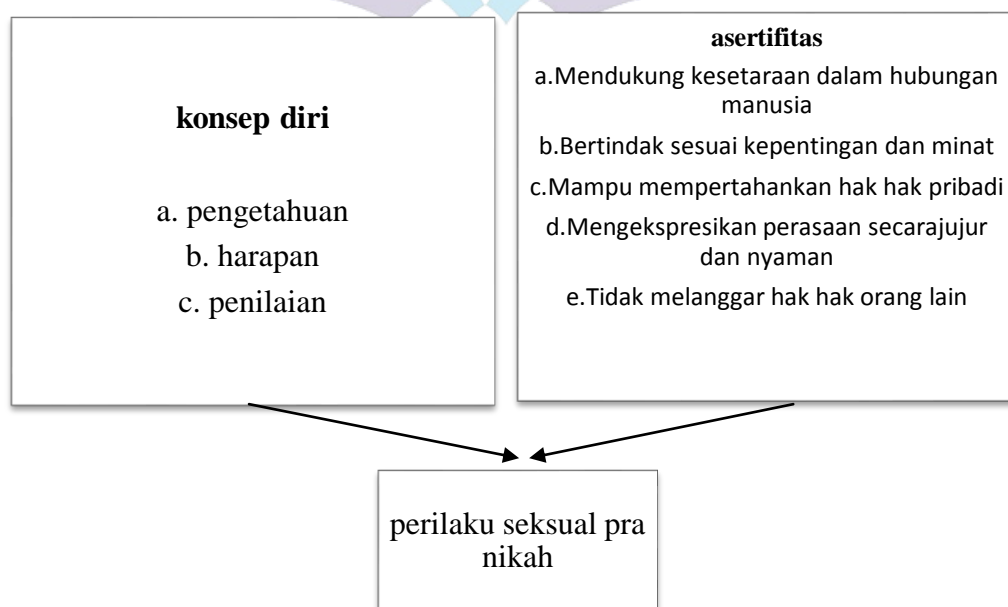 konsep diri
a. pengetahuan
b. harapan
c. penilaian
asertifitas
a.Mendukung kesetaraan dalam hubungan
manusia
b.Bertindak sesuai kepentingan dan minat
c.Mampu mempertahankan hak hak pribadi
d.Mengekspresikan perasaan secarajujur
dan nyaman
e.Tidak melanggar hak hak orang lain
perilaku seksual pra
nikah